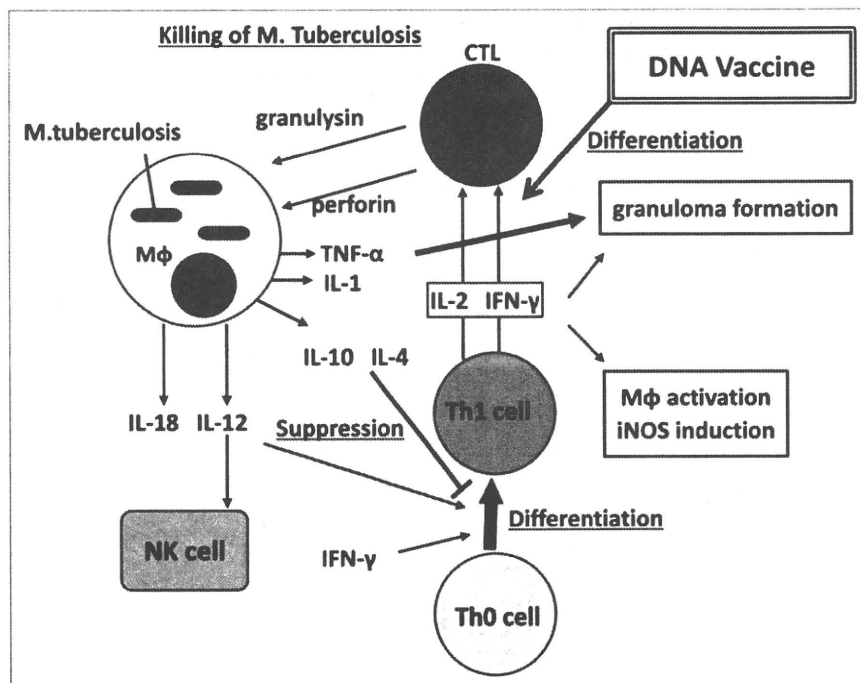 Killing of M. Tuberculosis
CTL
DNA Vaccine
granulysin
M.tuberculosis
Differentiation
perforin
granuloma formation
Mϕ
TNF-α
IL-1
IL-2 IFN-γ
IL-10 IL-4
Th1 cell
Mϕ activation
iNOS induction
IL-18 IL-12
Suppression
Differentiation
NK cell
IFN-γ
Th0 cell